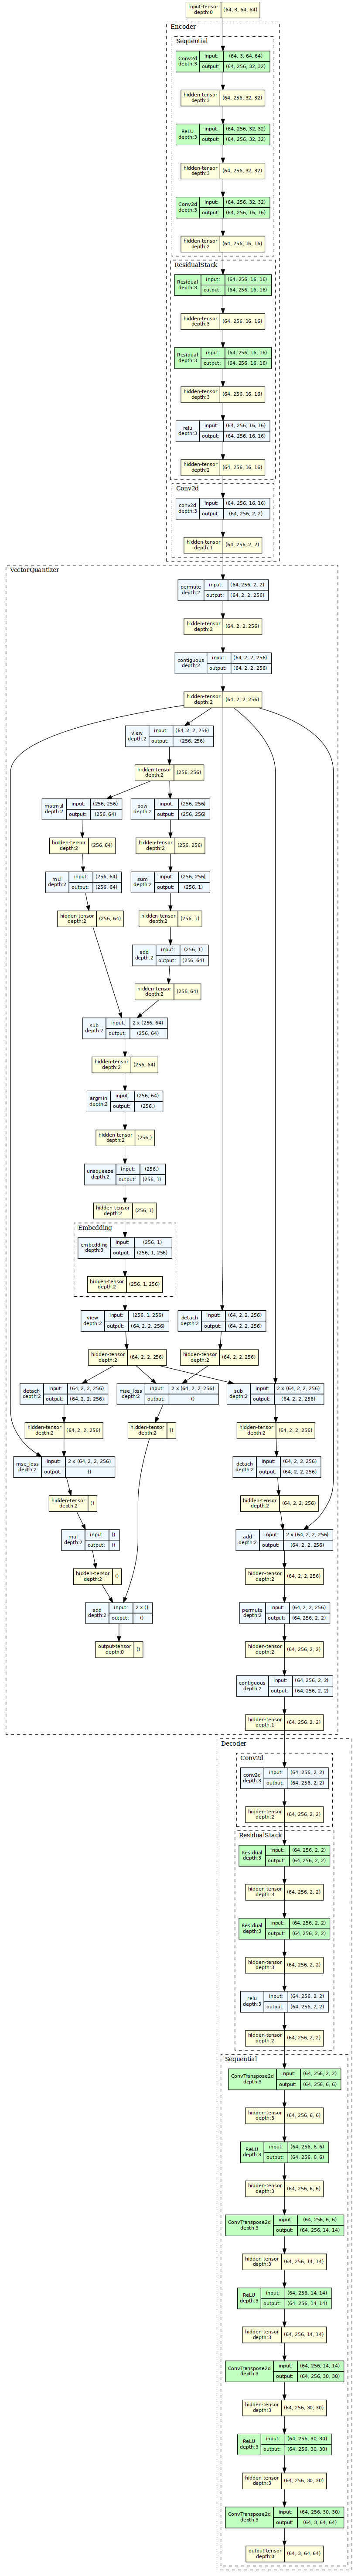 input-tensor
depth:0
(64, 3, 64, 64)
Encoder
Sequential
Conv2d
depth:3
input:
(64, 3, 64, 64)
output:
(64, 256, 32, 32)
hidden-tensor
depth:3
(64, 256, 32, 32)
ReLU
depth:3
input:
(64, 256, 32, 32)
output:
(64, 256, 32, 32)
hidden-tensor
depth:3
(64, 256, 32, 32)
Conv2d
depth:3
input:
(64, 256, 32, 32)
output:
(64, 256, 16, 16)
hidden-tensor
depth:2
(64, 256, 16, 16)
ResidualStack
Residual
depth:3
input:
(64, 256, 16, 16)
output:
(64, 256, 16, 16)
hidden-tensor
depth:3
(64, 256, 16, 16)
Residual
depth:3
input:
(64, 256, 16, 16)
output:
(64, 256, 16, 16)
hidden-tensor
depth:3
(64, 256, 16, 16)
relu
depth:3
input:
(64, 256, 16, 16)
output:
(64, 256, 16, 16)
hidden-tensor
depth:2
(64, 256, 16, 16)
Conv2d
conv2d
depth:3
input:
(64, 256, 16, 16)
output:
(64, 256, 2, 2)
hidden-tensor
depth:1
(64, 256, 2, 2)
VectorQuantizer
permute
depth:2
input:
(64, 256, 2, 2)
output:
(64, 2, 2, 256)
hidden-tensor
depth:2
(64, 2, 2, 256)
contiguous
depth:2
input:
(64, 2, 2, 256)
output:
(64, 2, 2, 256)
hidden-tensor
depth:2
(64, 2, 2, 256)
view
depth:2
input:
(64, 2, 2, 256)
output:
(256, 256)
hidden-tensor
depth:2
(256, 256)
matmul
depth:2
input:
(256, 256)
output:
(256, 64)
pow
depth:2
input:
(256, 256)
output:
(256, 256)
hidden-tensor
depth:2
(256, 64)
hidden-tensor
depth:2
(256, 256)
mul
depth:2
input:
(256, 64)
output:
(256, 64)
sum
depth:2
input:
(256, 256)
output:
(256, 1)
hidden-tensor
depth:2
(256, 64)
hidden-tensor
depth:2
(256, 1)
add
depth:2
input:
(256, 1)
output:
(256, 64)
hidden-tensor
depth:2
(256, 64)
sub
depth:2
input:
2 x (256, 64)
output:
(256, 64)
hidden-tensor
depth:2
(256, 64)
argmin
depth:2
input:
(256, 64)
output:
(256,)
hidden-tensor
depth:2
(256,)
unsqueeze
depth:2
input:
(256,)
output:
(256, 1)
hidden-tensor
depth:2
(256, 1)
Embedding
embedding
depth:3
input:
(256, 1)
output:
(256, 1, 256)
hidden-tensor
depth:2
(256, 1, 256)
view
depth:2
input:
(256, 1, 256)
output:
(64, 2, 2, 256)
detach
depth:2
input:
(64, 2, 2, 256)
output:
(64, 2, 2, 256)
hidden-tensor
depth:2
(64, 2, 2, 256)
hidden-tensor
depth:2
(64, 2, 2, 256)
detach
depth:2
input:
(64, 2, 2, 256)
output:
(64, 2, 2, 256)
mse_loss
depth:2
input:
2 x (64, 2, 2, 256)
output:
()
sub
depth:2
input:
2 x (64, 2, 2, 256)
output:
(64, 2, 2, 256)
hidden-tensor
depth:2
(64, 2, 2, 256)
hidden-tensor
depth:2
()
hidden-tensor
depth:2
(64, 2, 2, 256)
mse_loss
depth:2
input:
2 x (64, 2, 2, 256)
output:
()
detach
depth:2
input:
(64, 2, 2, 256)
output:
(64, 2, 2, 256)
hidden-tensor
depth:2
()
hidden-tensor
depth:2
(64, 2, 2, 256)
mul
depth:2
input:
()
output:
()
add
depth:2
input:
2 x (64, 2, 2, 256)
output:
(64, 2, 2, 256)
hidden-tensor
depth:2
()
hidden-tensor
depth:2
(64, 2, 2, 256)
add
depth:2
input:
2 x ()
output:
()
permute
depth:2
input:
(64, 2, 2, 256)
output:
(64, 256, 2, 2)
output-tensor
depth:0
()
hidden-tensor
depth:2
(64, 256, 2, 2)
contiguous
depth:2
input:
(64, 256, 2, 2)
output:
(64, 256, 2, 2)
hidden-tensor
depth:1
(64, 256, 2, 2)
Decoder
Conv2d
conv2d
depth:3
input:
(64, 256, 2, 2)
output:
(64, 256, 2, 2)
hidden-tensor
depth:2
(64, 256, 2, 2)
ResidualStack
Residual
depth:3
input:
(64, 256, 2, 2)
output:
(64, 256, 2, 2)
hidden-tensor
depth:3
(64, 256, 2, 2)
Residual
depth:3
input:
(64, 256, 2, 2)
output:
(64, 256, 2, 2)
hidden-tensor
depth:3
(64, 256, 2, 2)
relu
depth:3
input:
(64, 256, 2, 2)
output:
(64, 256, 2, 2)
hidden-tensor
depth:2
(64, 256, 2, 2)
Sequential
ConvTranspose2d
depth:3
input:
(64, 256, 2, 2)
output:
(64, 256, 6, 6)
hidden-tensor
depth:3
(64, 256, 6, 6)
ReLU
depth:3
input:
(64, 256, 6, 6)
output:
(64, 256, 6, 6)
hidden-tensor
depth:3
(64, 256, 6, 6)
ConvTranspose2d
depth:3
input:
(64, 256, 6, 6)
output:
(64, 256, 14, 14)
hidden-tensor
depth:3
(64, 256, 14, 14)
ReLU
depth:3
input:
(64, 256, 14, 14)
output:
(64, 256, 14, 14)
hidden-tensor
depth:3
(64, 256, 14, 14)
ConvTranspose2d
depth:3
input:
(64, 256, 14, 14)
output:
(64, 256, 30, 30)
hidden-tensor
depth:3
(64, 256, 30, 30)
ReLU
depth:3
input:
(64, 256, 30, 30)
output:
(64, 256, 30, 30)
hidden-tensor
depth:3
(64, 256, 30, 30)
ConvTranspose2d
depth:3
input:
(64, 256, 30, 30)
output:
(64, 3, 64, 64)
output-tensor
depth:0
(64, 3, 64, 64)